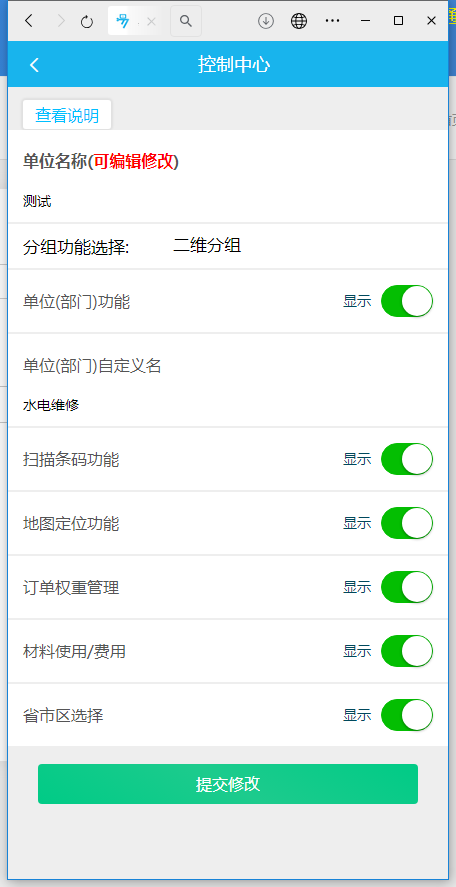 控制中心
查看说明
单位名称(可编辑修改)
测试
分组功能选择: 二维分组
单位(部门)功能 显示
单位(部门)自定义名
水电维修
扫描条码功能 显示
地图定位功能 显示
订单权重管理 显示
材料使用/费用 显示
省市区选择 显示
提交修改